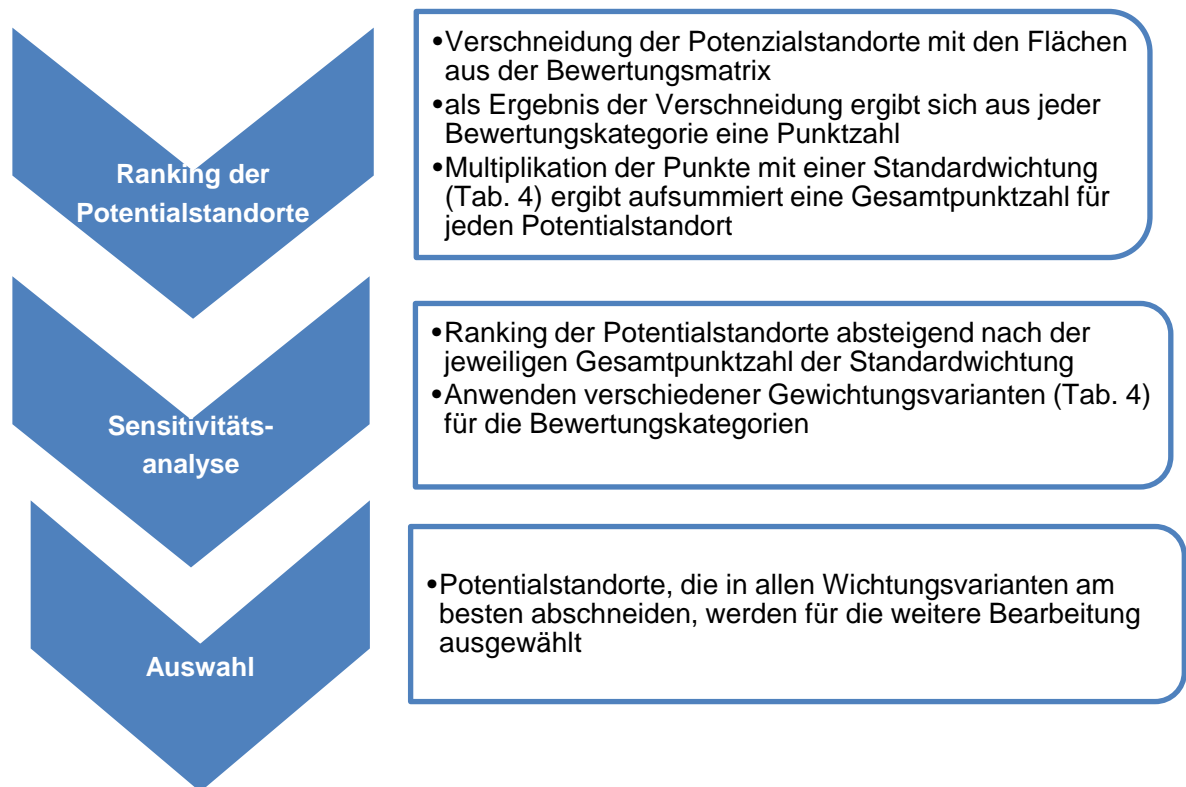 Ranking der
Potentialstandorte
•Verschneidung der Potenzialstandorte mit den Flächen
aus der Bewertungsmatrix
•als Ergebnis der Verschneidung ergibt sich aus jeder
Bewertungskategorie eine Punktzahl
•Multiplikation der Punkte mit einer Standardwichtung
(Tab. 4) ergibt aufsummiert eine Gesamtpunktzahl für
jeden Potentialstandort
Sensitivitäts-
analyse
•Ranking der Potentialstandorte absteigend nach der
jeweiligen Gesamtpunktzahl der Standardwichtung
•Anwenden verschiedener Gewichtungsvarianten (Tab. 4)
für die Bewertungskategorien
Auswahl
•Potentialstandorte, die in allen Wichtungsvarianten am
besten abschneiden, werden für die weitere Bearbeitung
ausgewählt